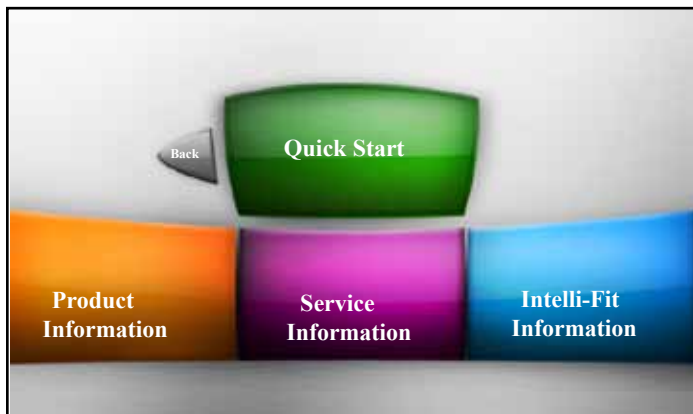 Quick Start
Back
Product
Information
Service
Information
Intelli-Fit
Information